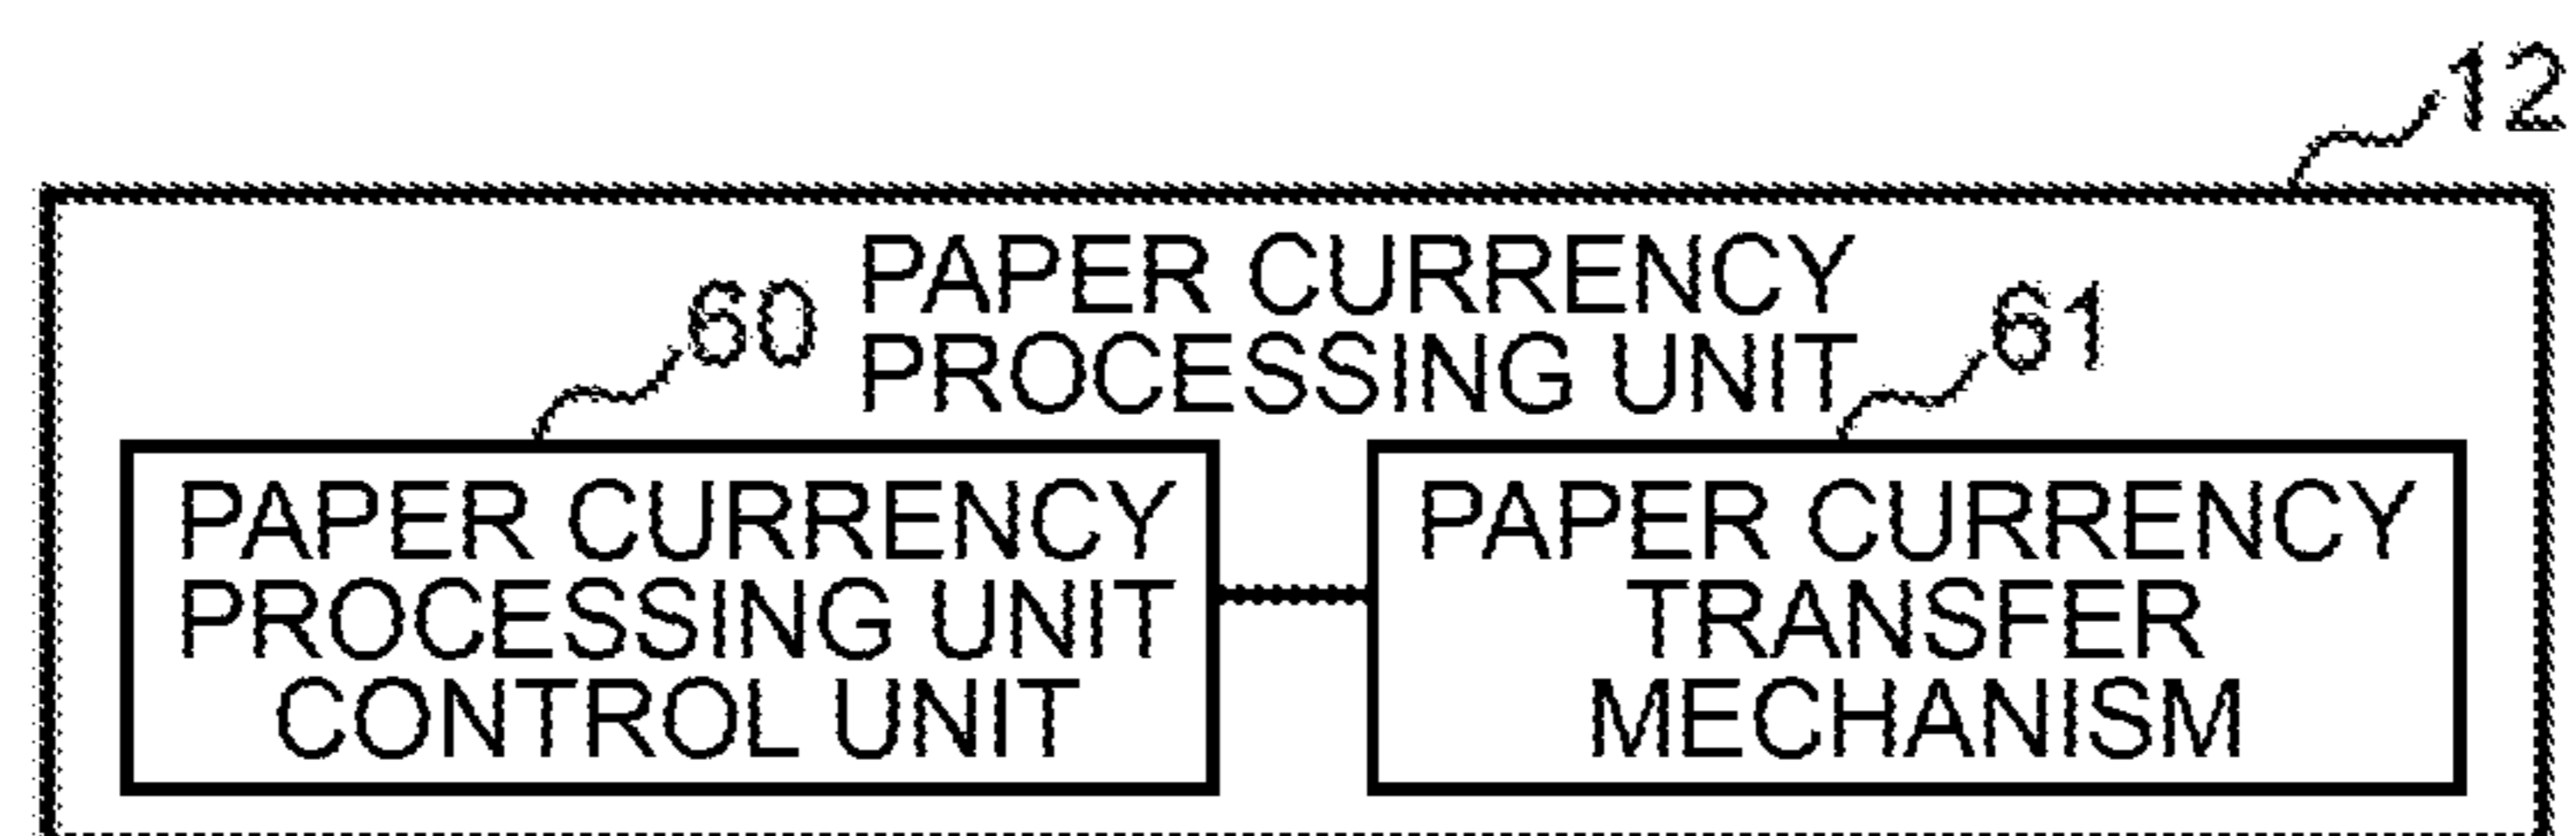 12
PAPER CURRENCY
PROCESSING UNIT
60
61
PAPER CURRENCY
PROCESSING UNIT
CONTROL UNIT
PAPER CURRENCY
TRANSFER
MECHANISM